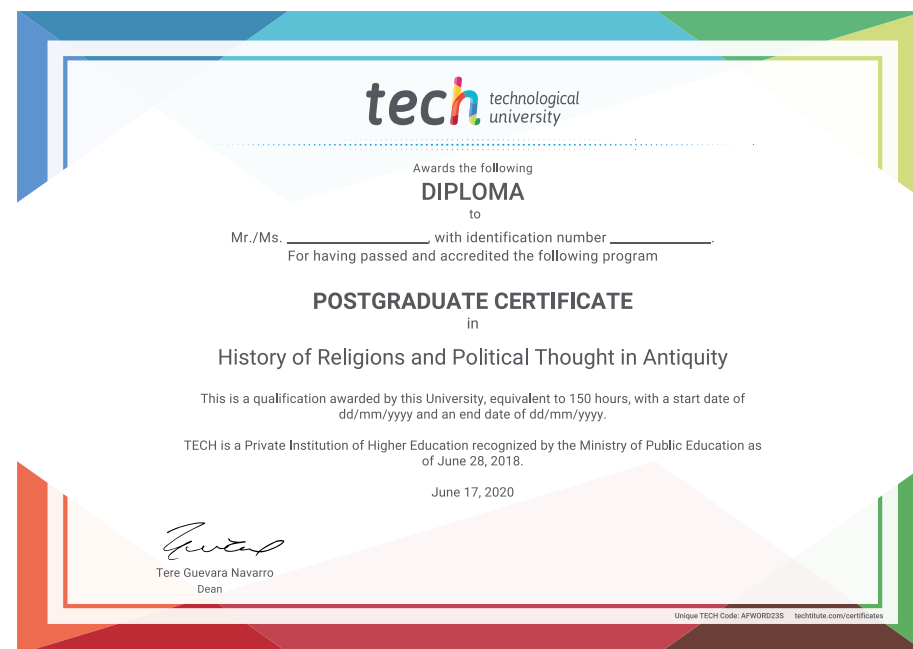 tech technological
university
Awards the following
DIPLOMA
to
Mr./Ms. ____________________, with identification number ______________.
For having passed and accredited the following program
POSTGRADUATE CERTIFICATE
in
History of Religions and Political Thought in Antiquity
This is a qualification awarded by this University, equivalent to 150 hours, with a start date of
dd/mm/yyyy and an end date of dd/mm/yyyy.
TECH is a Private Institution of Higher Education recognized by the Ministry of Public Education as
of June 28, 2018.
June 17, 2020
Tere Guevara Navarro
Dean
Unique TECH Code: AFWORD23S techtitute.com/certificates